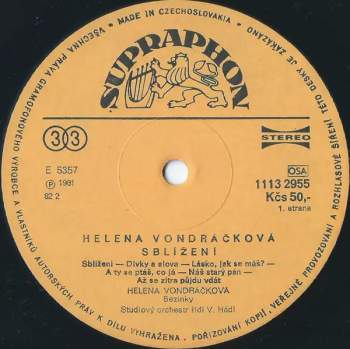 VŠECHNA PRÁVA GRAMOFONOVÉHO VÝROBCE A VLASTNÍKŮ AUTORSKÝCH PRÁV K DÍLU VYHRAŽENA. POŘIZOVÁNÍ KOPIÍ, VEŘEJNÉ PROVOZOVÁNÍ A ROZHLASOVÉ ŠÍŘENÍ TÉTO DESKY JE ZAKÁZÁNO
MADE IN CZECHOSLOVAKIA
SUPRAPHON
33
STEREO
E 5357
Ⓟ 1981
82 2
OSA
1113 2955
Kčs 50,-
1. strana
HELENA VONDRÁČKOVÁ
SBLÍŽENÍ
Sblížení — Dívky a slova — Lásko, jak se máš? —
A ty se ptáš, co já — Náš starý pán —
Až se zítra půjdu vdát
HELENA VONDRÁČKOVÁ
Bezinky
Studiový orchestr řídí V. Hádl